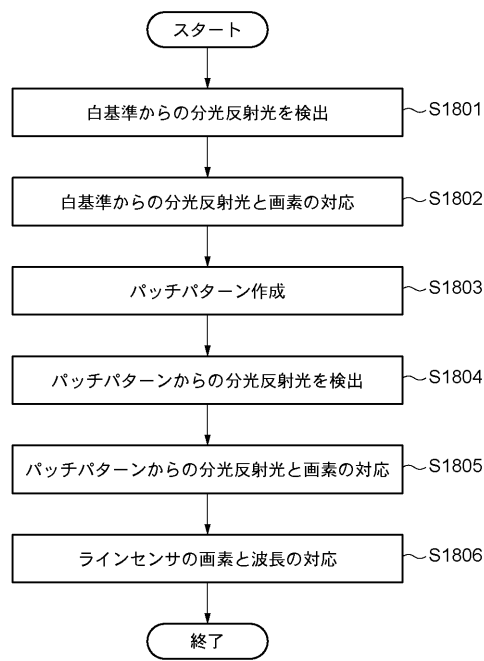 スタート
白基準からの分光反射光を検出
S1801
白基準からの分光反射光と画素の対応
S1802
パッチパターン作成
S1803
パッチパターンからの分光反射光を検出
S1804
パッチパターンからの分光反射光と画素の対応
S1805
ラインセンサの画素と波長の対応
S1806
終了